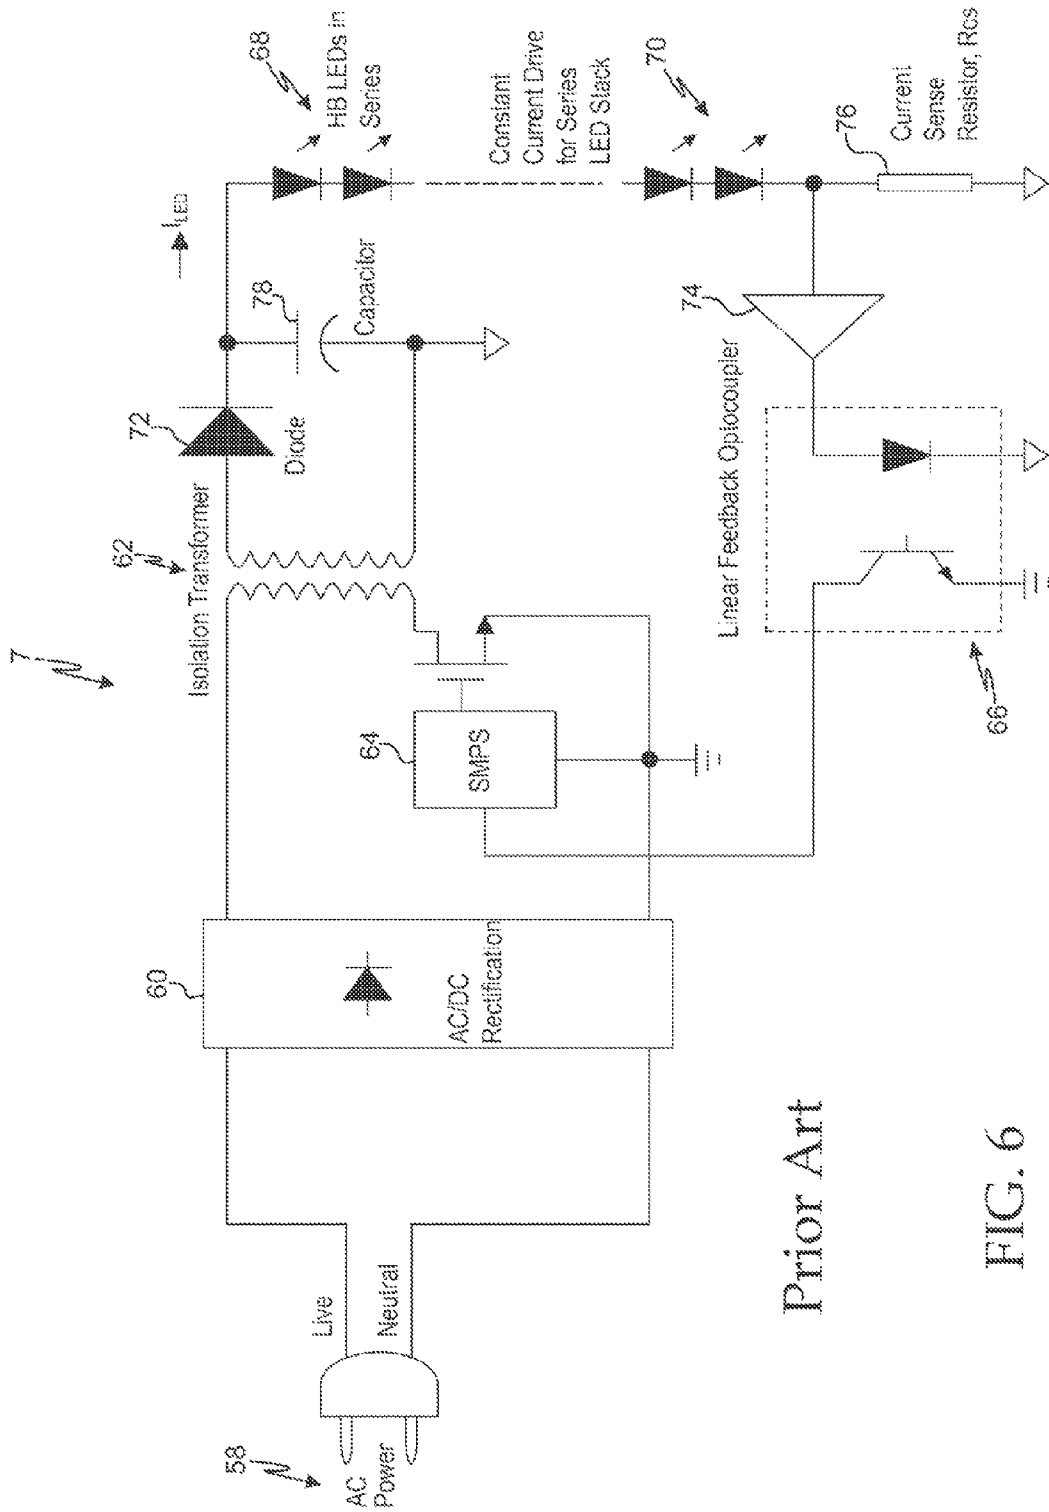 7
58
AC
Power
Live
Neutral
60
AC/DC
Rectification
62
Isolation Transformer
64
SMPS
72
Diode
78
Capacitor
I LED
68
HB LEDs in
Series
Constant
Current Drive
for Series
LED Stack
70
76
Current
Sense
Resistor, Rcs
74
Linear Feedback Optocoupler
66
Prior Art
FIG. 6